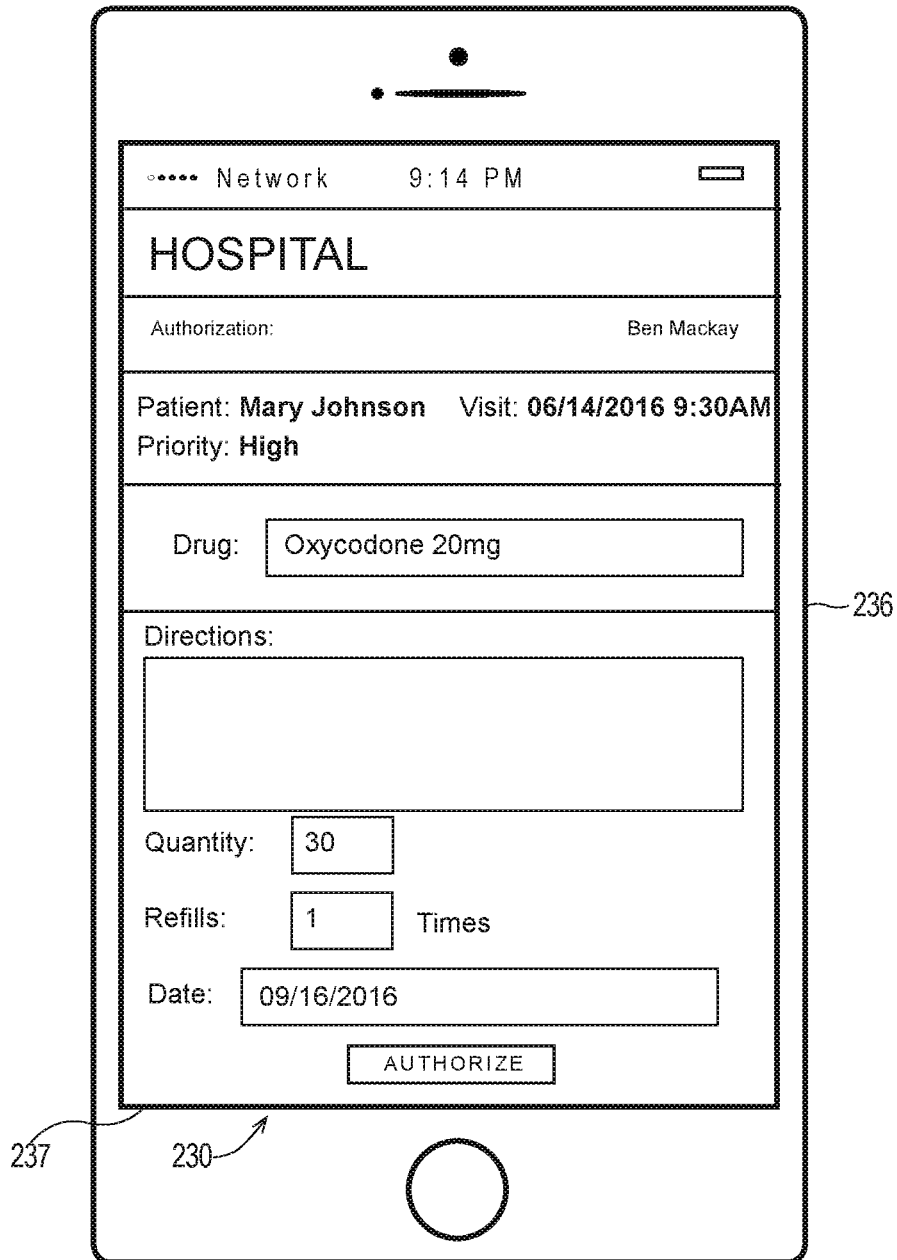 Network 9:14 PM
HOSPITAL
Authorization: Ben Mackay
Patient: Mary Johnson Visit: 06/14/2016 9:30AM
Priority: High
Drug: Oxycodone 20mg
236
Directions:
Quantity: 30
Refills: 1 Times
Date: 09/16/2016
AUTHORIZE
237 230